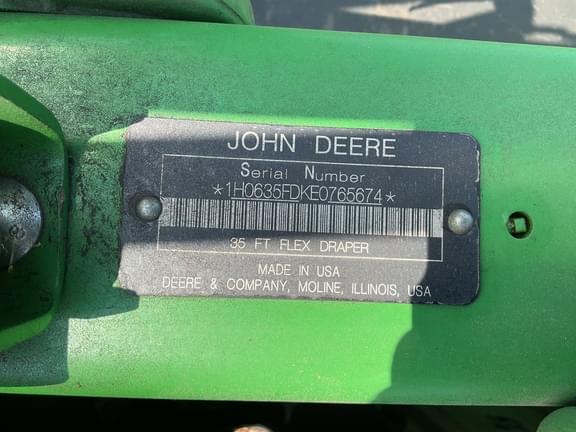 JOHN DEERE
Serial Number
*1H0635FDKE0765674*
35 FT FLEX DRAPER
MADE IN USA
DEERE & COMPANY, MOLINE, ILLINOIS, USA